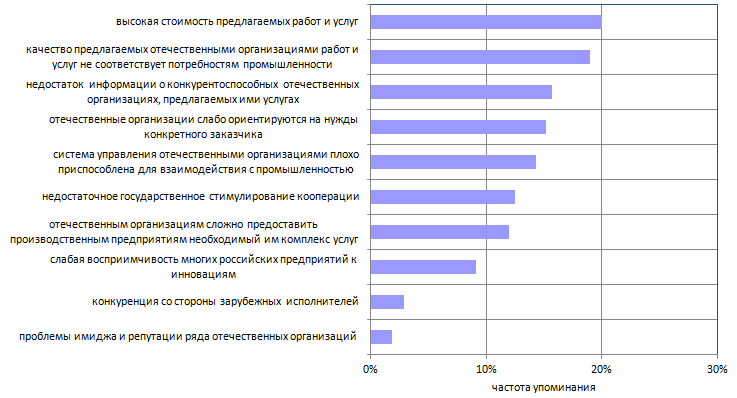 высокая стоимость предлагаемых работ и услуг
качество предлагаемых отечественными организациями работ и
услуг не соответствует потребностям промышленности
недостаток информации о конкурентоспособных отечественных
организациях, предлагаемых ими услугах
отечественные организации слабо ориентируются на нужды
конкретного заказчика
система управления отечественными организациями плохо
приспособлена для взаимодействия с промышленностью
недостаточное государственное стимулирование кооперации
отечественным организациям сложно предоставить
производственным предприятиям необходимый им комплекс услуг
слабая восприимчивость многих российских предприятий к
инновациям
конкуренция со стороны зарубежных исполнителей
проблемы имиджа и репутации ряда отечественных организаций
0% 10% 20% 30%
частота упоминания